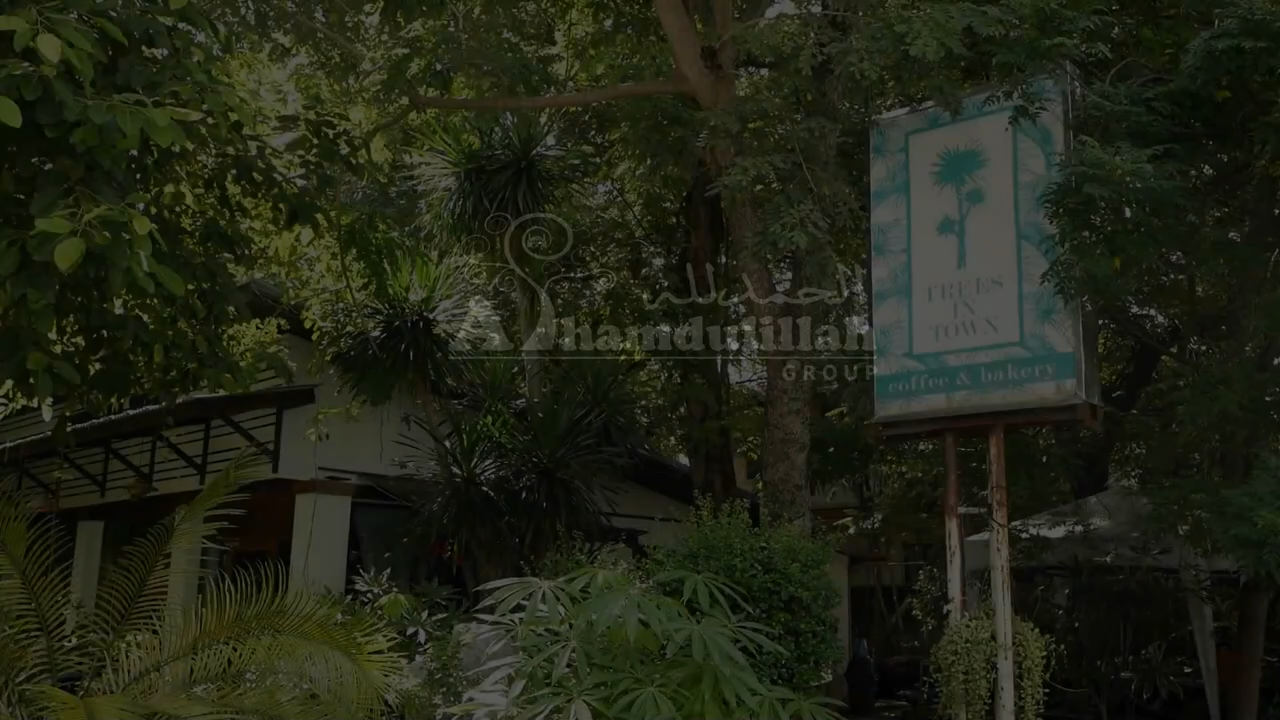 الحمدلله
Alhamdulillah
GROUP
TREES
IN
TOWN
coffee & bakery